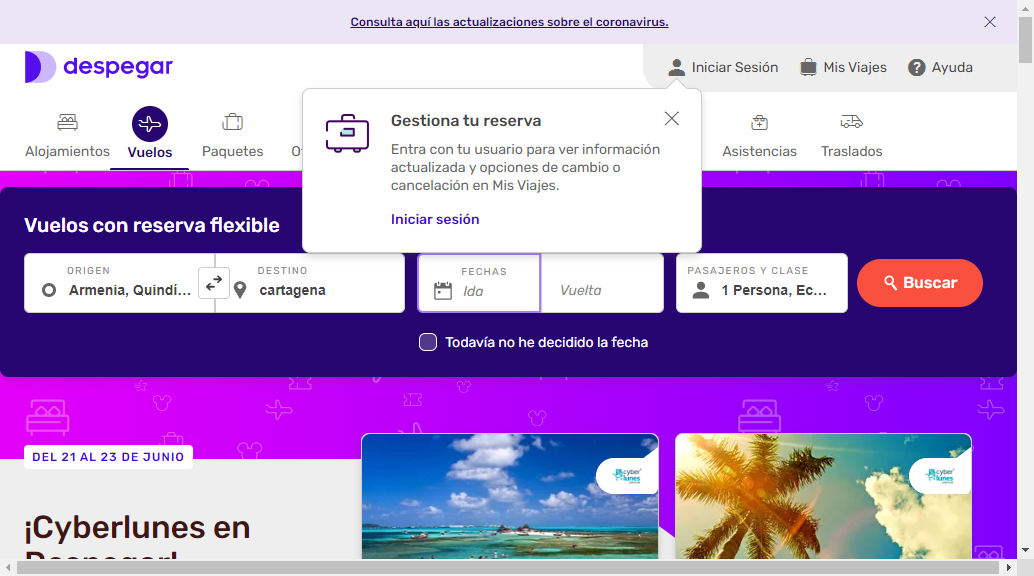 Consulta aquí las actualizaciones sobre el coronavirus.
despegar
Iniciar Sesión
Mis Viajes
Ayuda
Alojamientos
Vuelos
Paquetes
Asistencias
Traslados
Gestiona tu reserva
Entra con tu usuario para ver información
actualizada y opciones de cambio o
cancelación en Mis Viajes.
Iniciar sesión
Vuelos con reserva flexible
ORIGEN
Armenia, Quindí...
DESTINO
cartagena
FECHAS
Ida
Vuelta
PASAJEROS Y CLASE
1 Persona, Ec...
Buscar
Todavía no he decidido la fecha
DEL 21 AL 23 DE JUNIO
¡Cyberlunes en
Despegar!
cyber
lunes
cyber
lunes